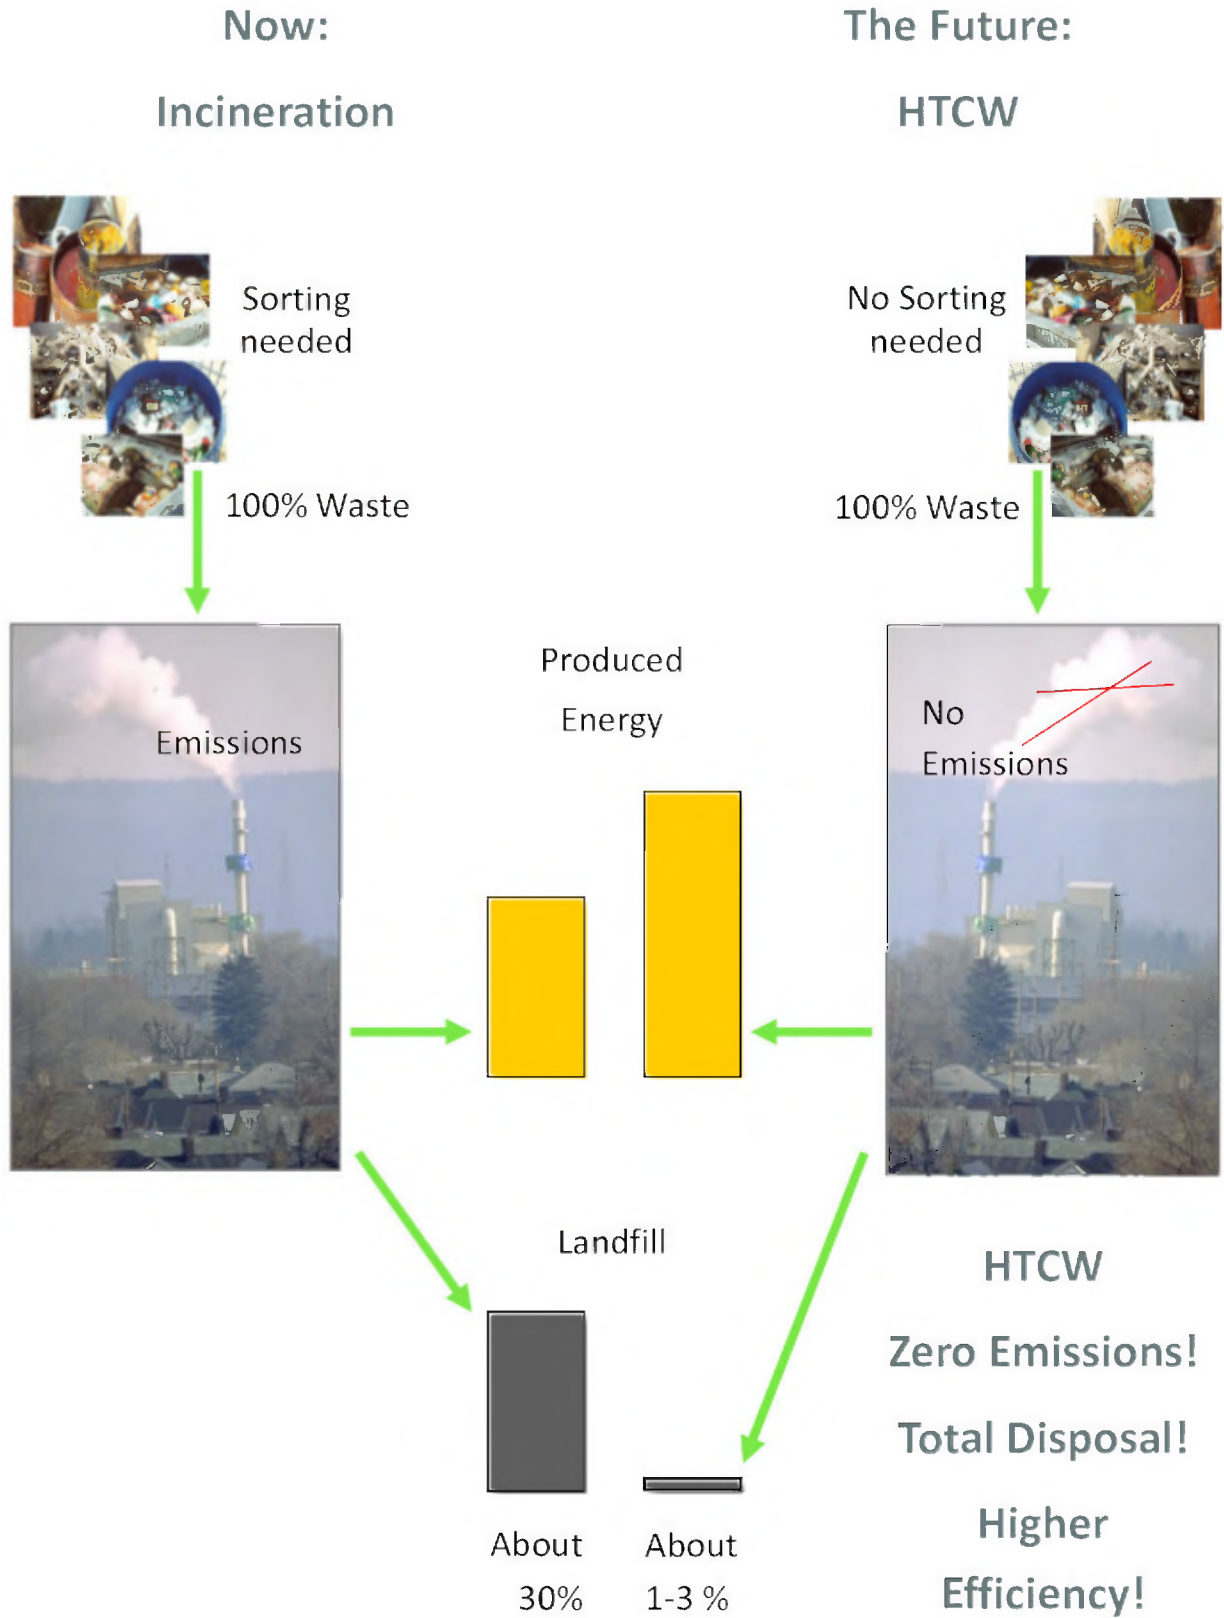 Now:
Incineration
The Future:
HTCW
Sorting
needed
No Sorting
needed
100% Waste
100% Waste
Emissions
Produced
Energy
No
Emissions
Landfill
About
30%
About
1-3 %
HTCW
Zero Emissions!
Total Disposal!
Higher
Efficiency!